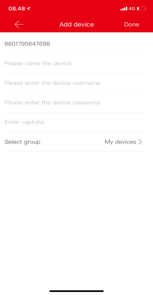 08.48
4G
Add device
Done
8601795647698
Please name the device
Please enter the device username
Please enter the device password
Enter captcha
Select group
My devices